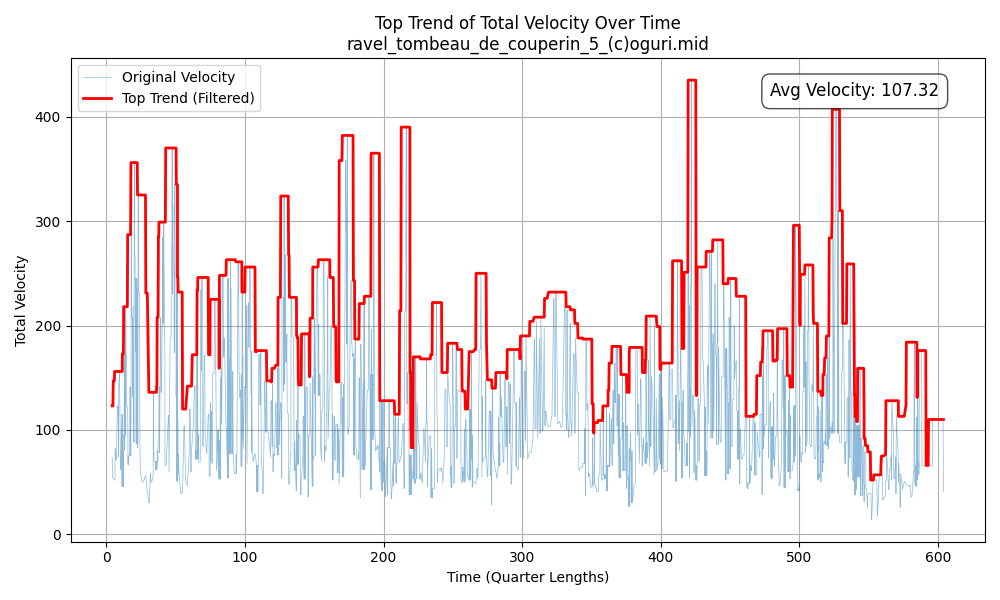 Top Trend of Total Velocity Over Time
ravel_tombeau_de_couperin_5_(c)oguri.mid
Original Velocity
Top Trend (Filtered)
Avg Velocity: 107.32
Total Velocity
400
300
200
100
0
0 100 200 300 400 500 600
Time (Quarter Lengths)